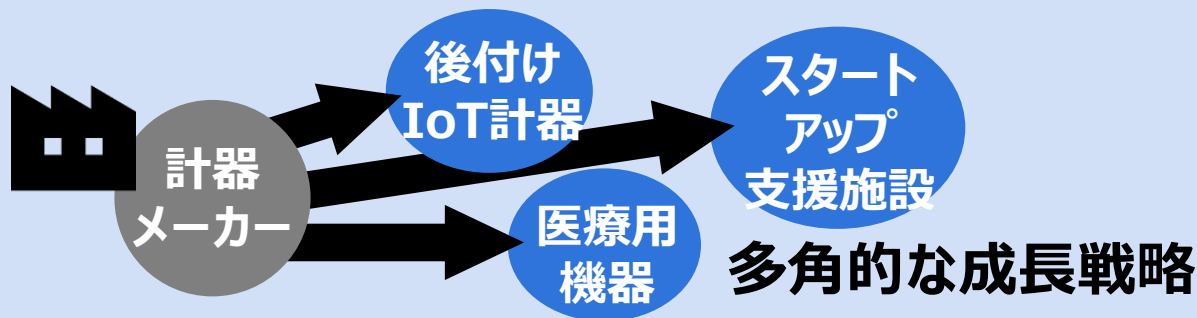 後付け
IoT計器
スタート
アップ
支援施設
計器
メーカー
医療用
機器
多角的な成長戦略